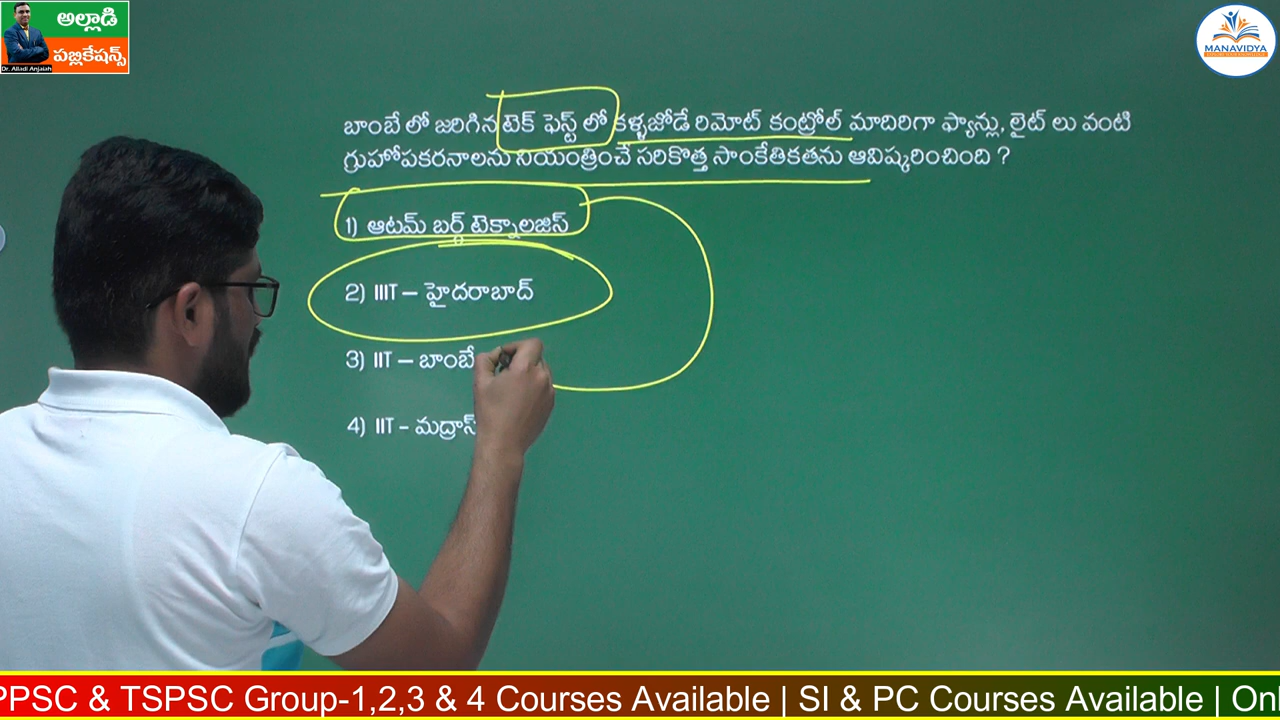 అల్లాడి
పబ్లికేషన్స్
Dr. Alladi Anjaiah
MANAVIDYA
బాంబే లో జరిగిన టెక్ ఫెస్ట్ లో కళ్ళజోడే రిమోట్ కంట్రోల్ మాదిరిగా ఫ్యాన్లు, లైట్ లు వంటి
గ్రుహోపకరనాలను నియంత్రించే సరికొత్త సాంకేతికతను ఆవిష్కరించింది ?
1) ఆటమ్ బర్గ్ టెక్నాలజిస్
2) IIIT – హైదరాబాద్
3) IIT – బాంబే
4) IIT - మద్రాస్
PPSC & TSPSC Group-1,2,3 & 4 Courses Available | SI & PC Courses Available | Onl